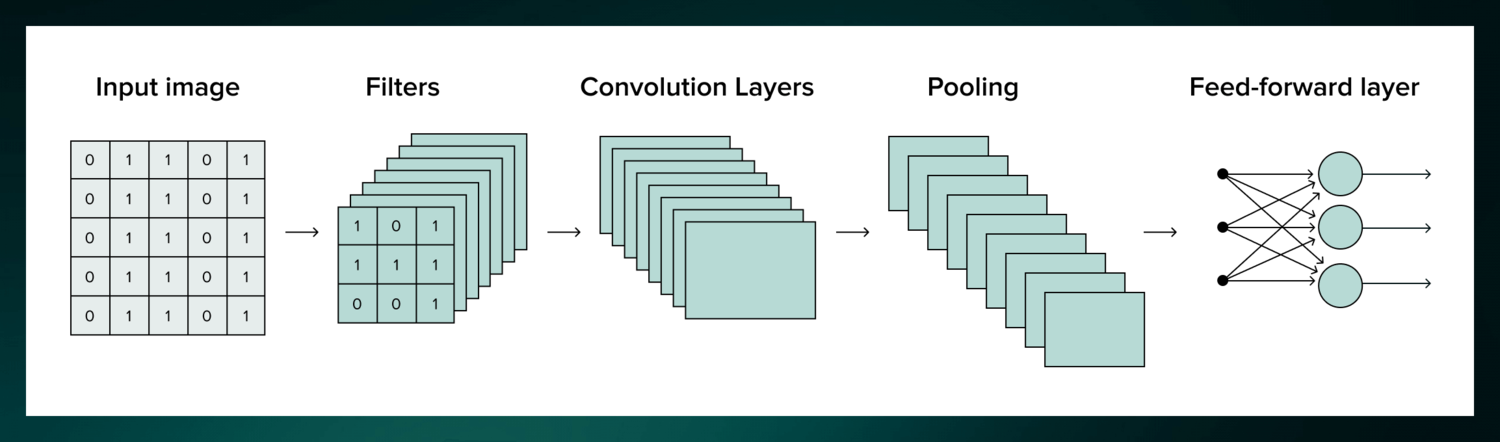 Input image
Filters
Convolution Layers
Pooling
Feed-forward layer
0 1 1 0 1
0 1 1 0 1
0 1 1 0 1
0 1 1 0 1
0 1 1 0 1
1 0 1
1 1 1
0 0 1